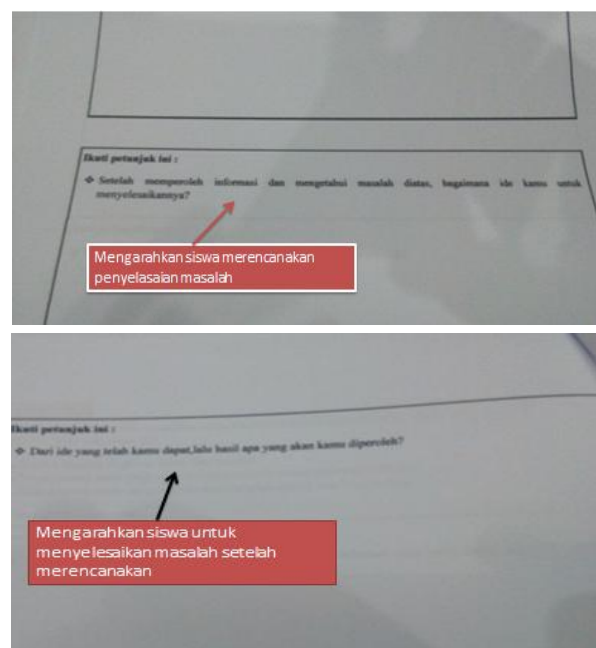 Ikuti petunjuk ini :
❖ Setelah memperoleh informasi dan mengetahui masalah diatas, bagaimana ide kamu untuk
menyelesaikannya?
Mengarahkan siswa merencanakan
penyelasaian masalah
Ikuti petunjuk ini :
❖ Dari ide yang telah kamu dapat,lalu hasil apa yang akan kamu diperoleh?
Mengarahkan siswa untuk
menyelesaikan masalah setelah
merencanakan